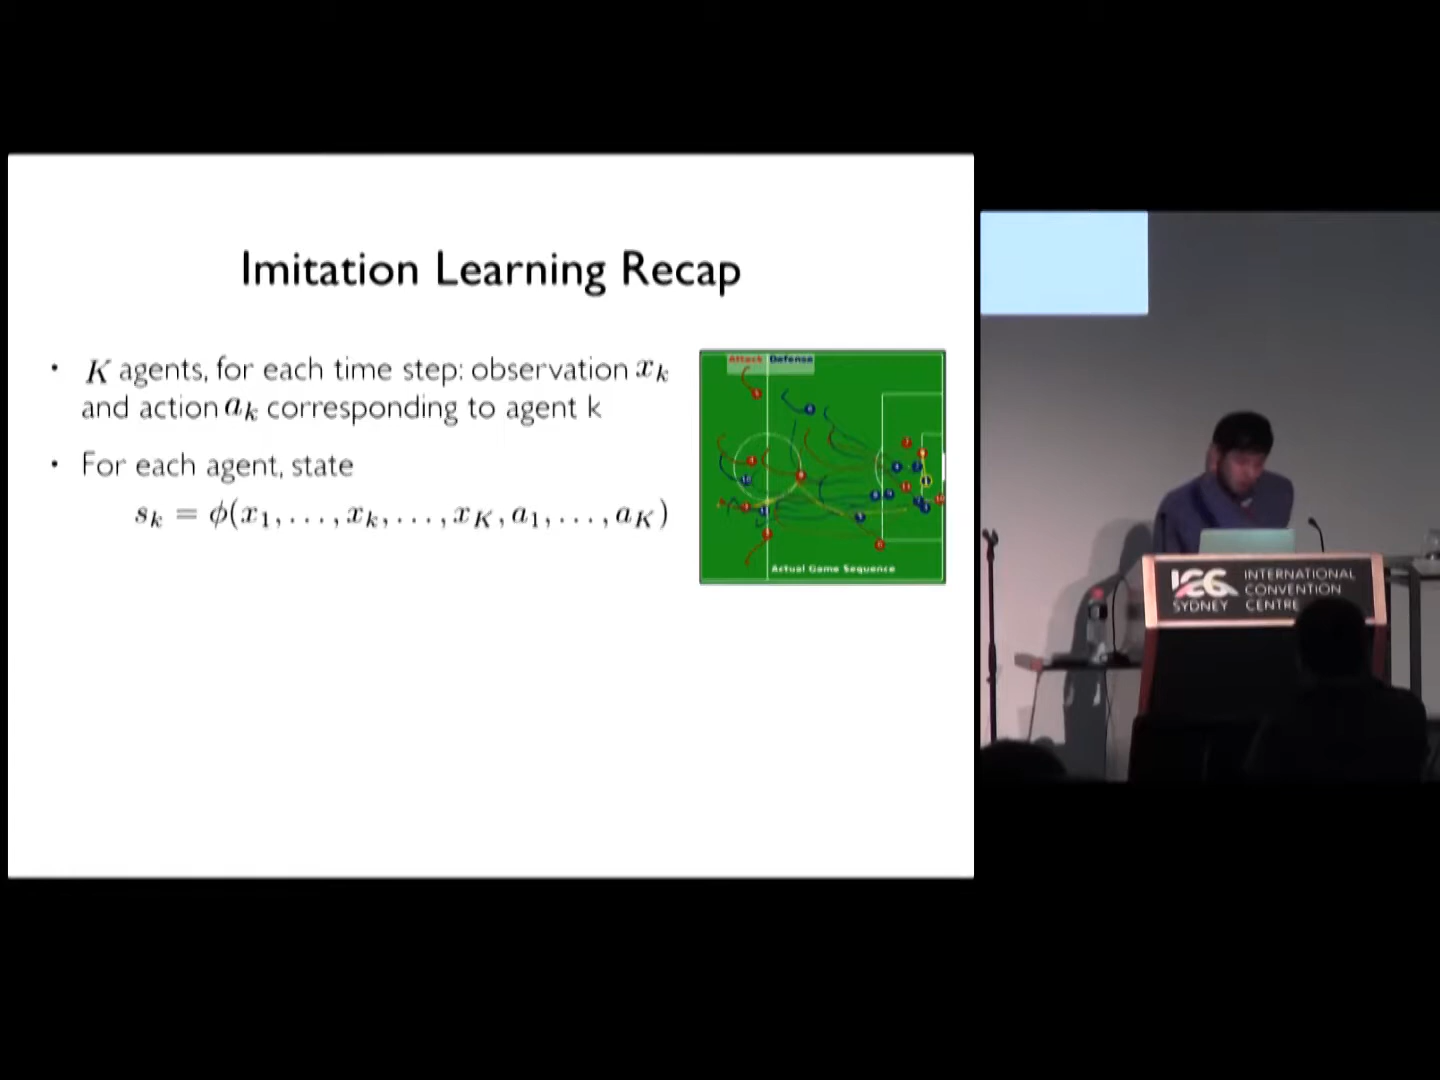 Imitation Learning Recap
• K agents, for each time step: observation x_k
and action a_k corresponding to agent k
• For each agent, state
s_k = ϕ(x_1, . . . , x_k, . . . , x_K, a_1, . . . , a_K)
Attack Defense
Actual Game Sequence
ICC SYDNEY
INTERNATIONAL
CONVENTION
CENTRE